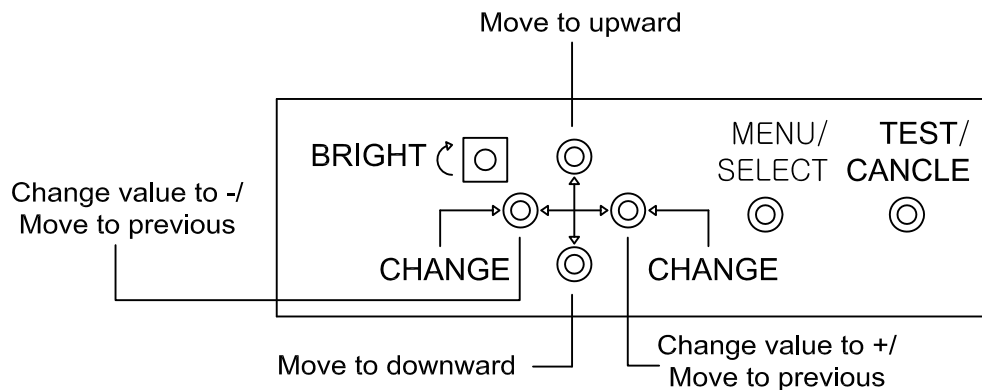 Move to upward
MENU/
SELECT
TEST/
CANCLE
BRIGHT
Change value to -/
Move to previous
CHANGE
CHANGE
Move to downward
Change value to +/
Move to previous